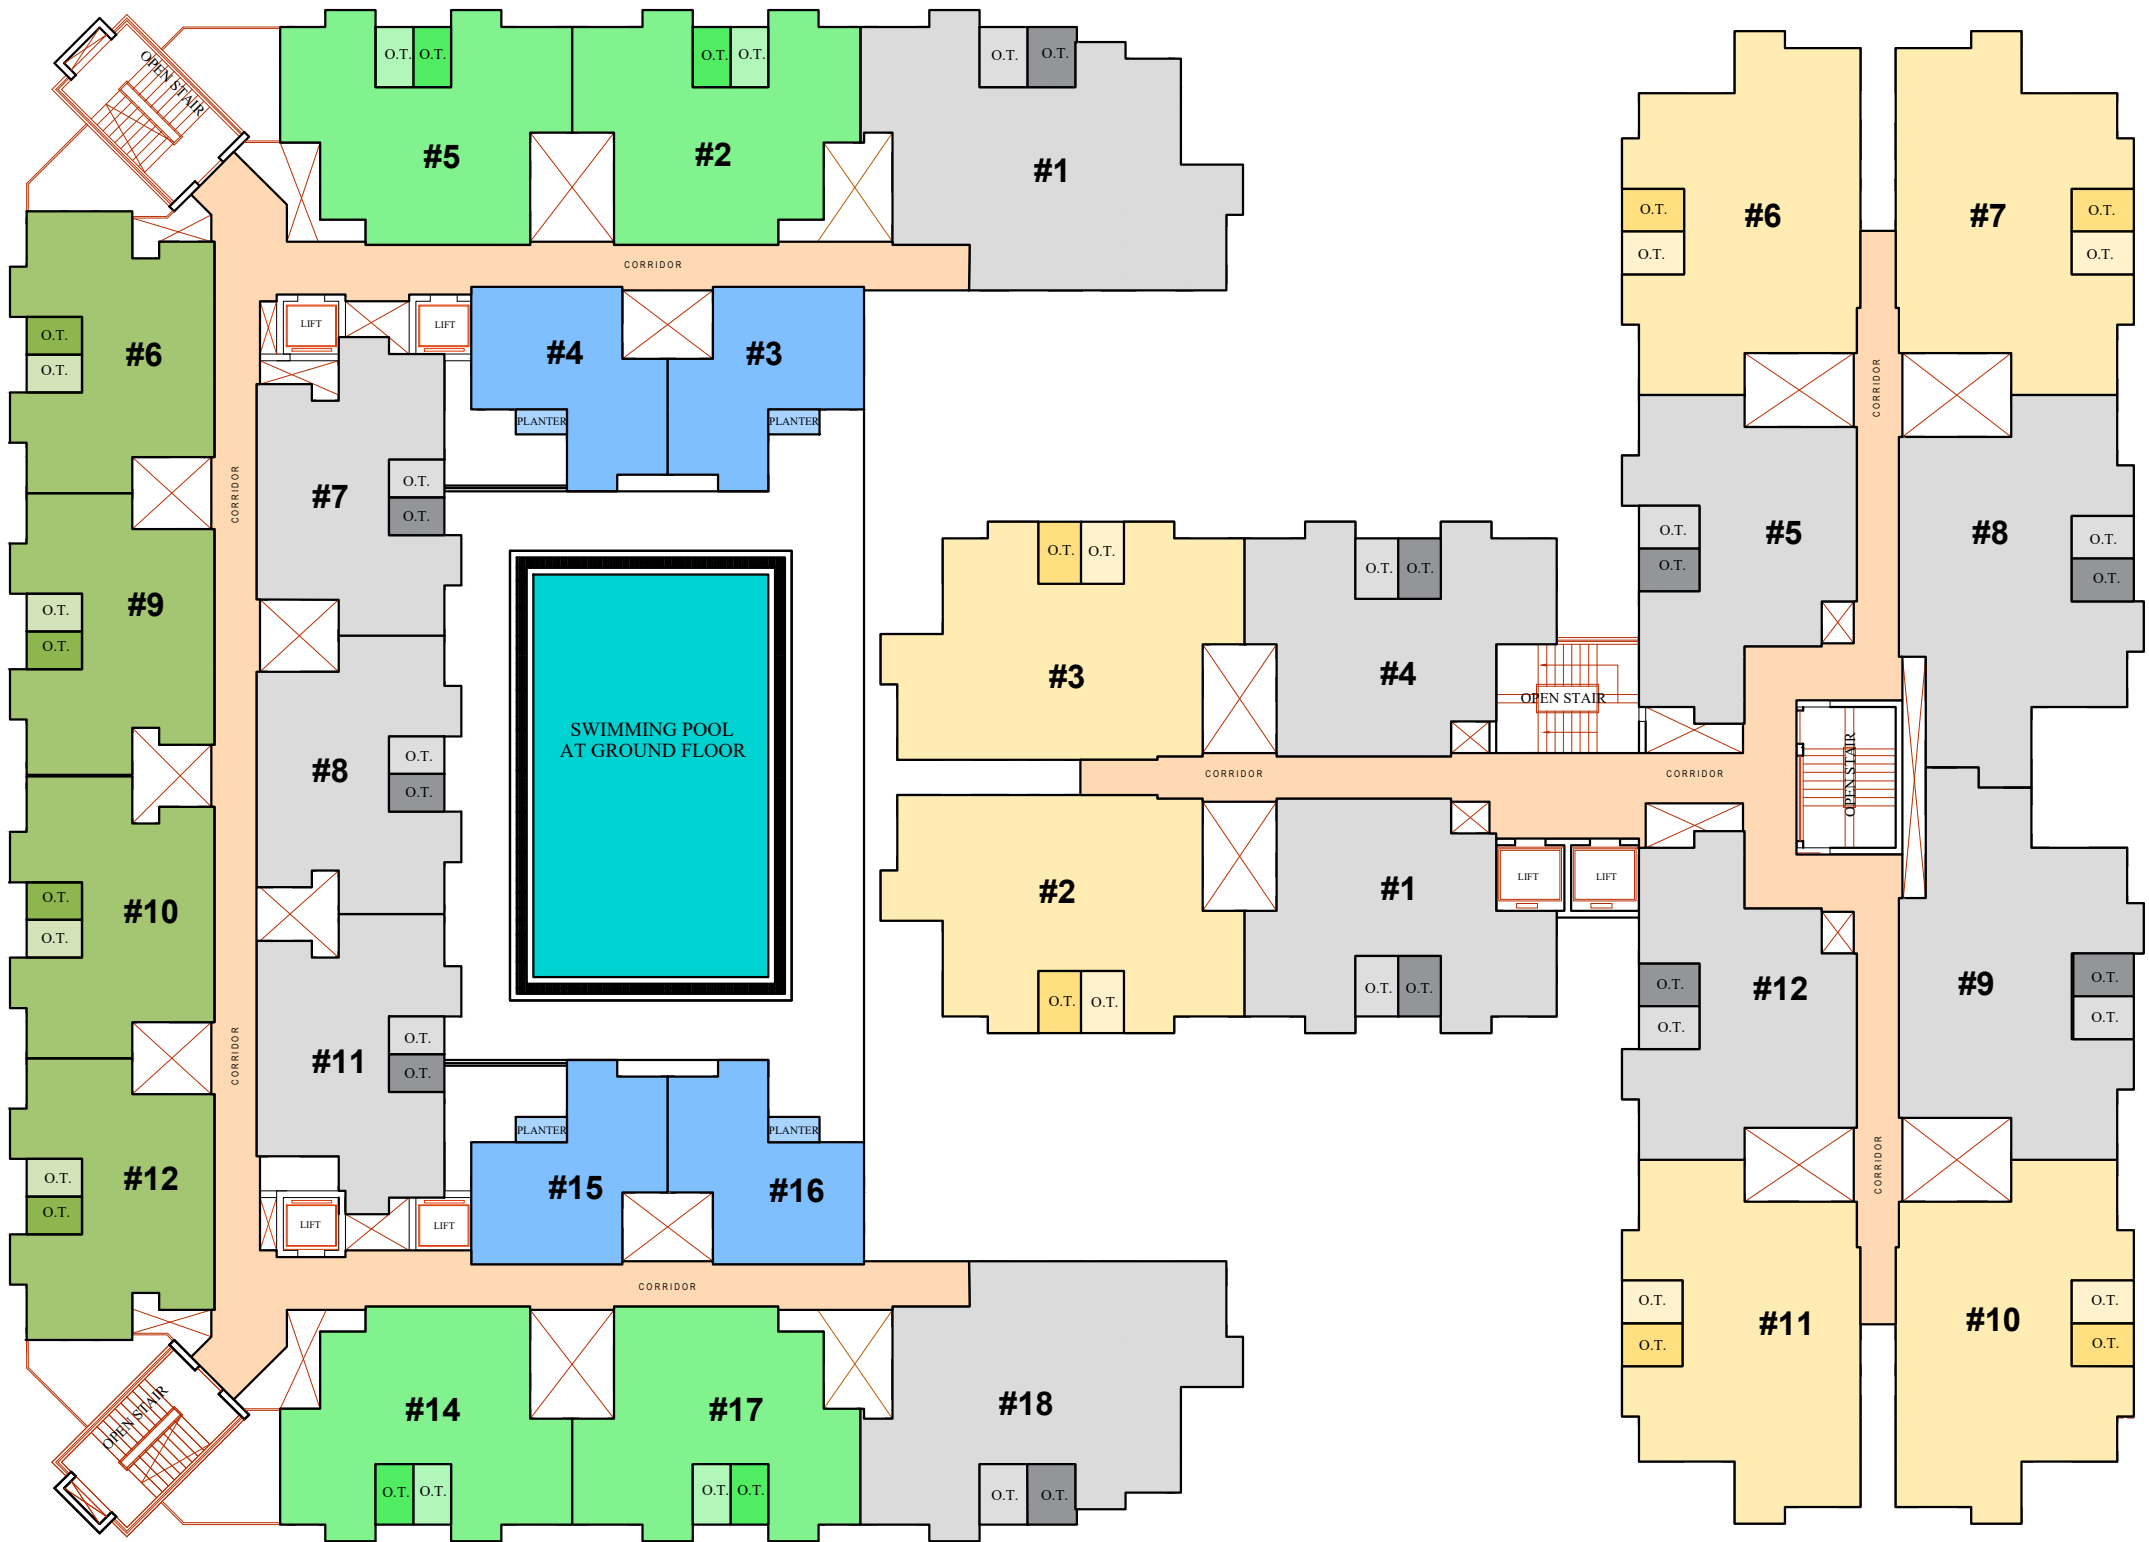 OPEN STAIR
O.T. O.T.
#5
O.T. O.T.
#2
O.T. O.T.
#1
CORRIDOR
O.T.
O.T.
#6
LIFT
LIFT
#4
#3
PLANTER
PLANTER
CORRIDOR
#7
O.T.
O.T.
O.T.
O.T.
#9
SWIMMING POOL
AT GROUND FLOOR
#8
O.T.
O.T.
O.T.
O.T.
#10
#11
O.T.
O.T.
CORRIDOR
O.T.
O.T.
#12
PLANTER
PLANTER
#15
#16
LIFT
LIFT
CORRIDOR
OPEN STAIR
#14
O.T. O.T.
#17
O.T. O.T.
#18
O.T. O.T.
#6
O.T.
O.T.
#7
O.T.
O.T.
CORRIDOR
#5
O.T.
O.T.
#8
O.T.
O.T.
O.T. O.T.
#3
O.T. O.T.
#4
OPEN STAIR
CORRIDOR
CORRIDOR
OPEN STAIR
#2
O.T. O.T.
#1
O.T. O.T.
LIFT
LIFT
#12
O.T.
O.T.
#9
O.T.
O.T.
CORRIDOR
O.T.
O.T.
#11
#10
O.T.
O.T.